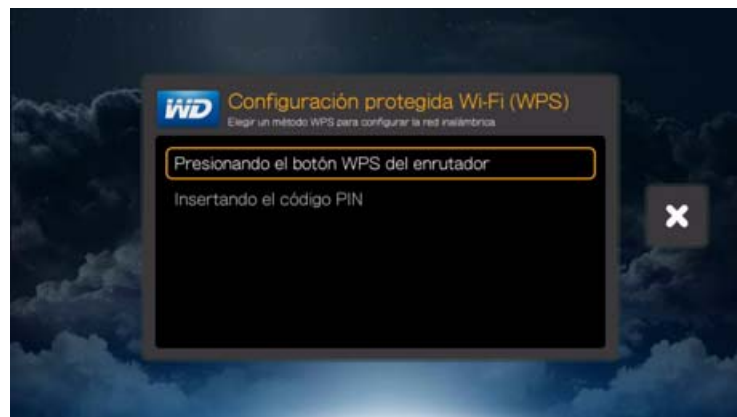 WD
Configuración protegida Wi-Fi (WPS)
Elegir un método WPS para configurar la red inalámbrica
Presionando el botón WPS del enrutador
Insertando el código PIN